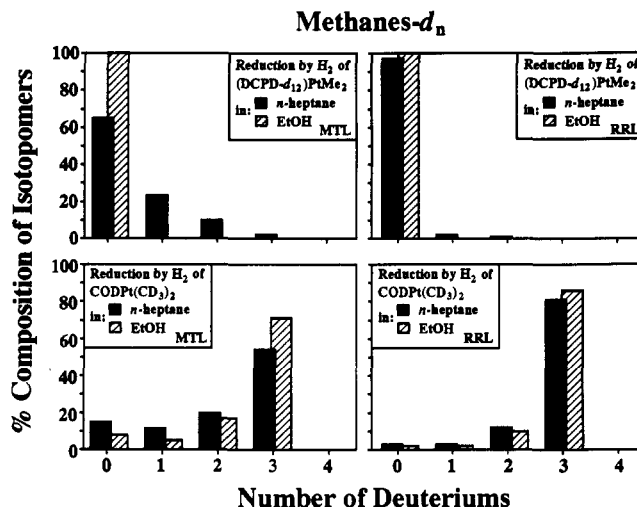 Methanes-dn
% Composition of Isotopomers
100
80
60
40
20
0
Reduction by H2 of
(DCPD-d12)PtMe2
in: n-heptane
EtOH
MTL
Reduction by H2 of
(DCPD-d12)PtMe2
in: n-heptane
EtOH
RRL
100
80
60
40
20
0
Reduction by H2 of
CODPt(CD3)2
in: n-heptane
EtOH
MTL
Reduction by H2 of
CODPt(CD3)2
in: n-heptane
EtOH
RRL
0 1 2 3 4 0 1 2 3 4
Number of Deuteriums